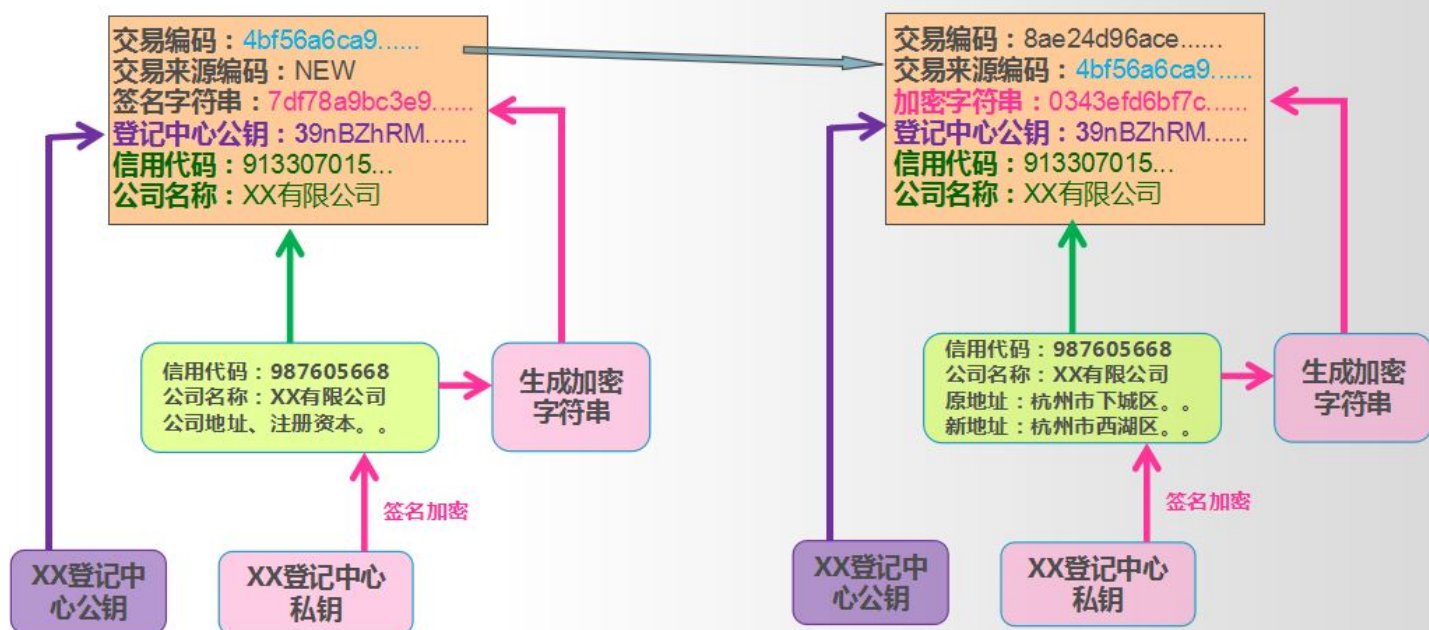 交易编码：4bf56a6ca9......
交易来源编码：NEW
签名字符串：7df78a9bc3e9......
登记中心公钥：39nBZhRM......
信用代码：913307015...
公司名称：XX有限公司
信用代码：987605668
公司名称：XX有限公司
公司地址、注册资本。。
生成加密
字符串
签名加密
XX登记中
心公钥
XX登记中心
私钥
交易编码：8ae24d96ace......
交易来源编码：4bf56a6ca9......
加密字符串：0343efd6bf7c......
登记中心公钥：39nBZhRM......
信用代码：913307015...
公司名称：XX有限公司
信用代码：987605668
公司名称：XX有限公司
原地址：杭州市下城区。。
新地址：杭州市西湖区。。
生成加密
字符串
签名加密
XX登记中
心公钥
XX登记中心
私钥